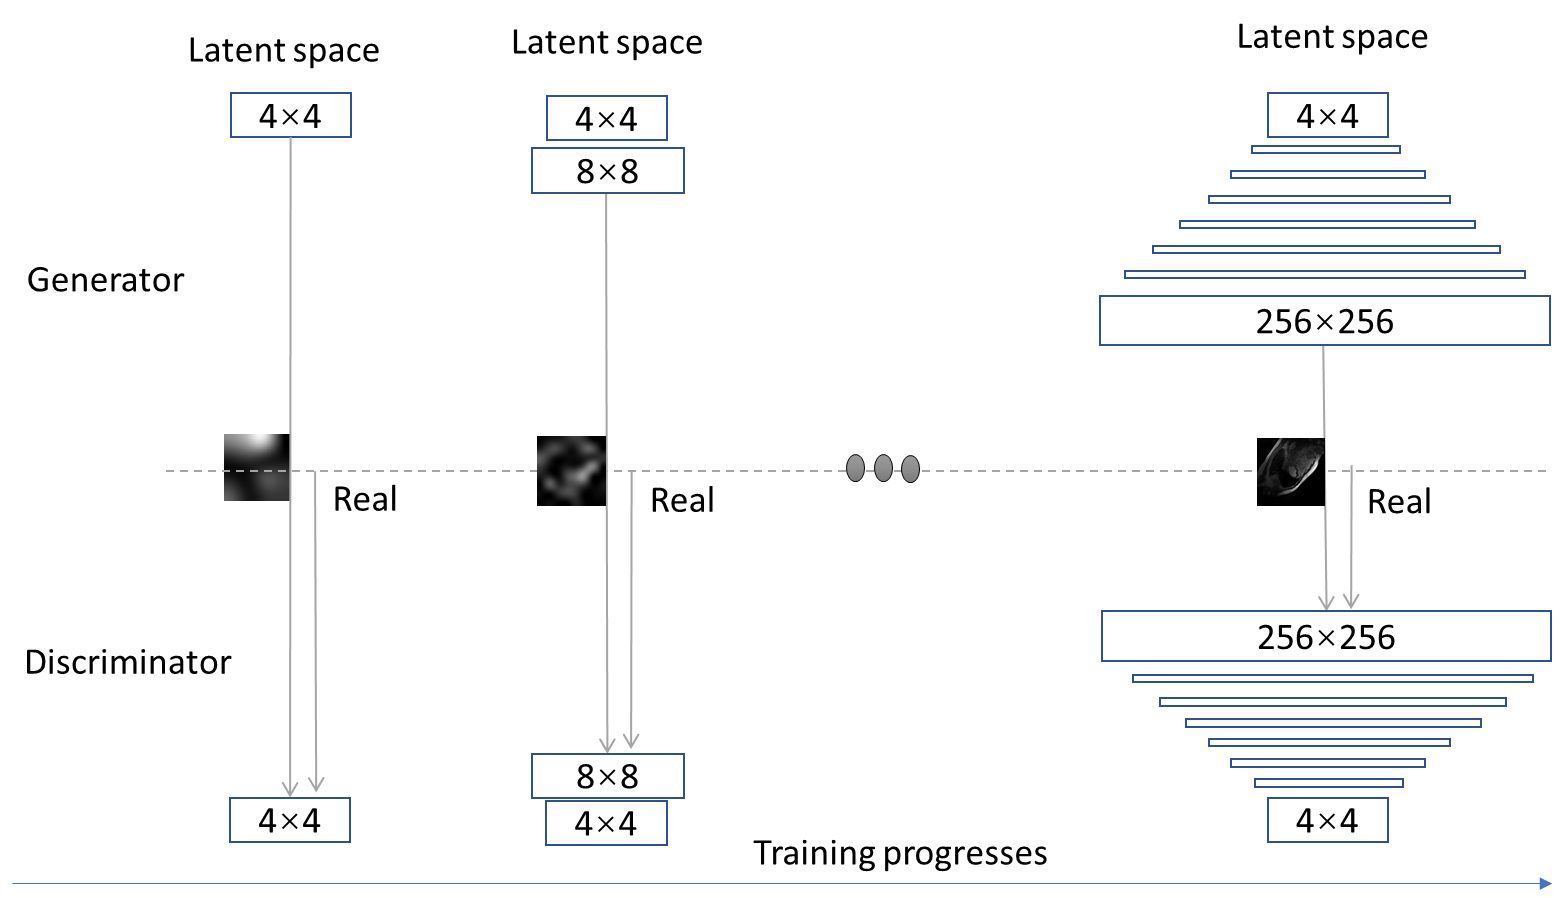 Latent space
Latent space
Latent space
4×4
4×4
4×4
8×8
Generator
256×256
Real
Real
Real
256×256
Discriminator
8×8
4×4
4×4
4×4
Training progresses